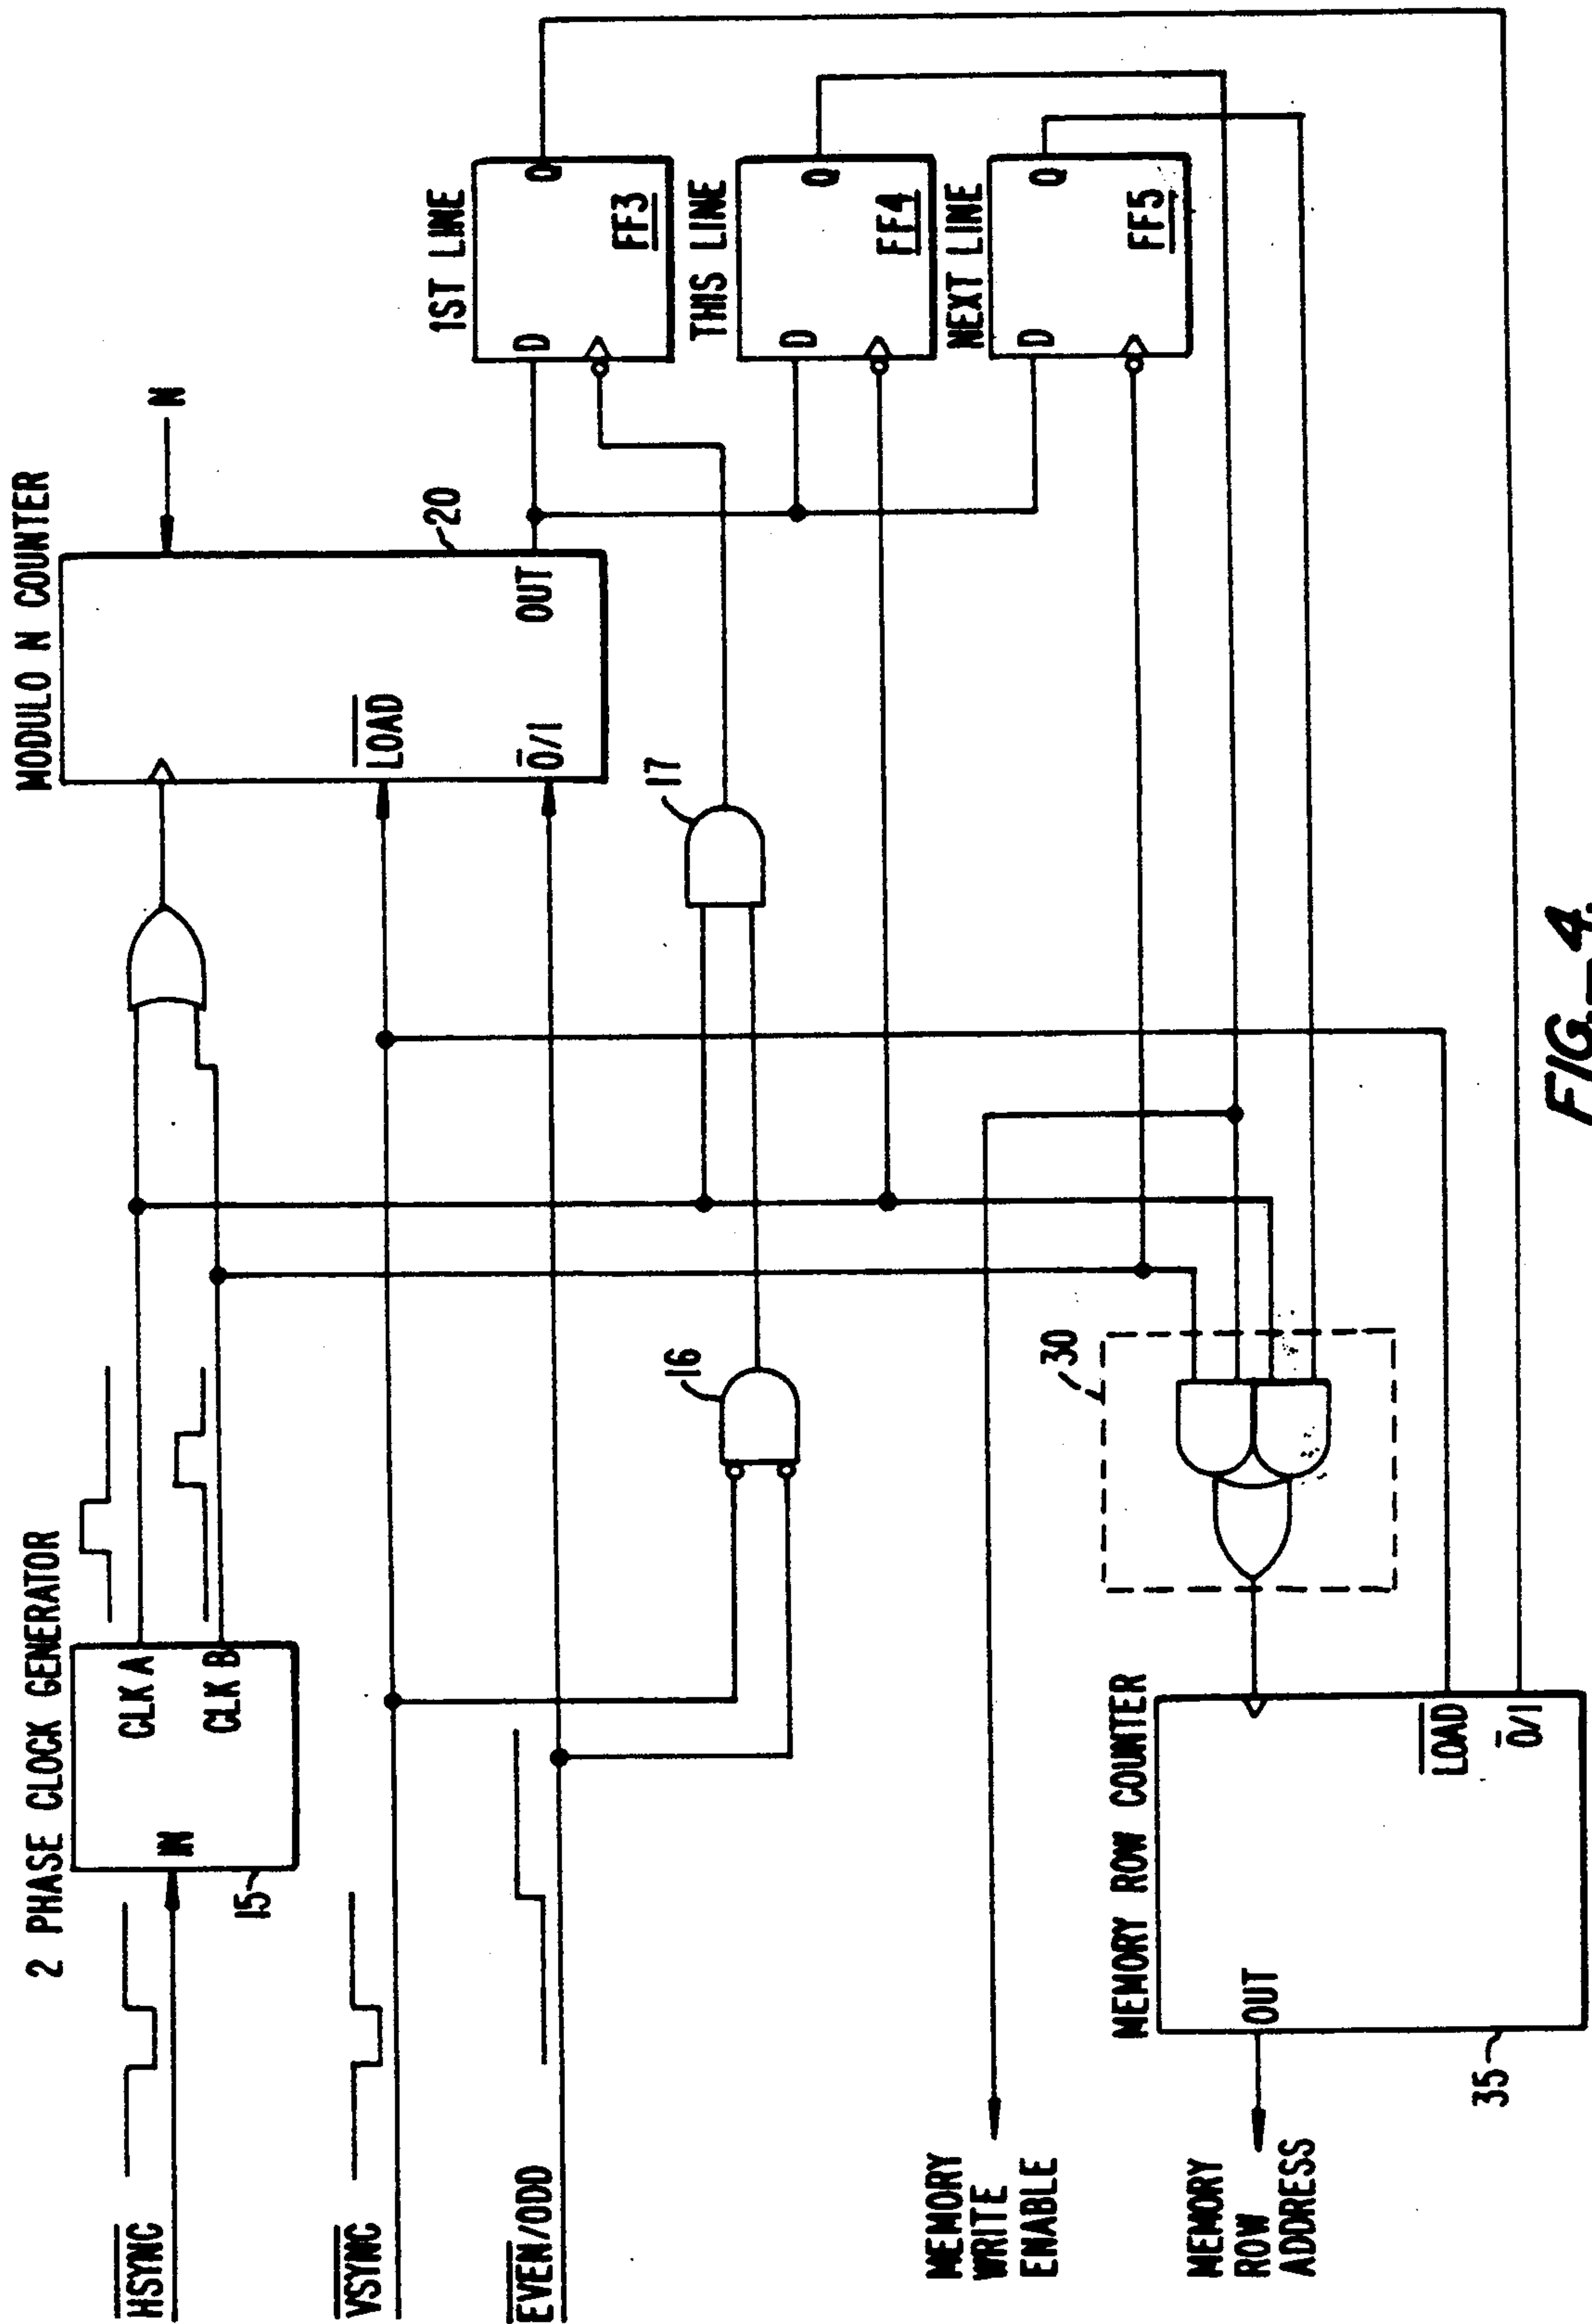 2 PHASE CLOCK GENERATOR
HSYNC
IN
CLK A
CLK B
15
VSYNC
EVEN/ODD
MODULO N COUNTER
N
LOAD
0/1
OUT
20
16
17
1ST LINE
D
Q
FF3
THIS LINE
D
Q
FF4
NEXT LINE
D
Q
FF5
MEMORY
WRITE
ENABLE
30
MEMORY ROW COUNTER
OUT
LOAD
0/1
35
MEMORY
ROW
ADDRESS
FIG.—4.